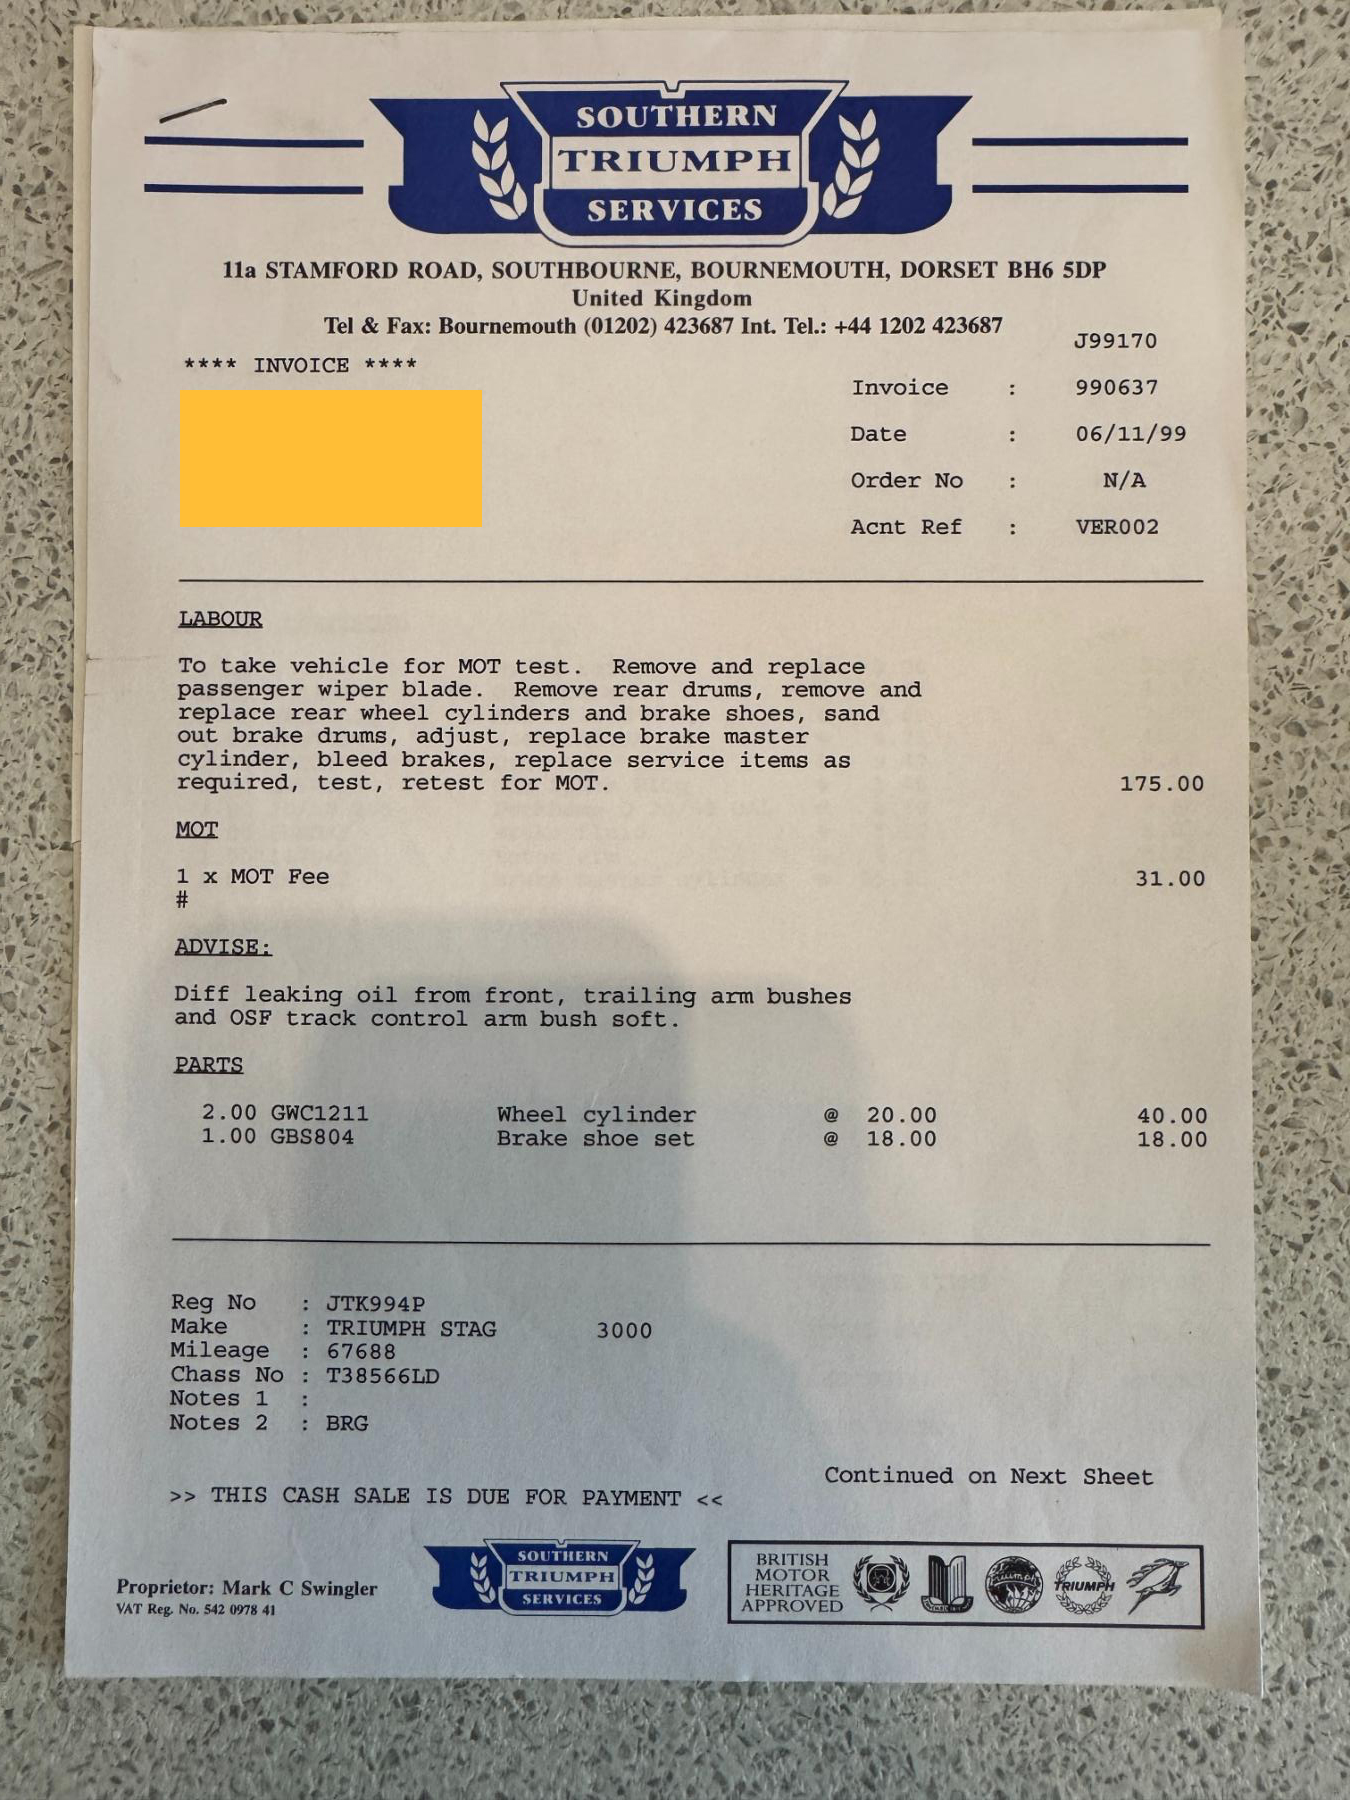 SOUTHERN
TRIUMPH
SERVICES
11a STAMFORD ROAD, SOUTHBOURNE, BOURNEMOUTH, DORSET BH6 5DP
United Kingdom
Tel & Fax: Bournemouth (01202) 423687 Int. Tel.: +44 1202 423687
J99170
**** INVOICE ****
Invoice : 990637
Date : 06/11/99
Order No : N/A
Acnt Ref : VER002
LABOUR
To take vehicle for MOT test. Remove and replace
passenger wiper blade. Remove rear drums, remove and
replace rear wheel cylinders and brake shoes, sand
out brake drums, adjust, replace brake master
cylinder, bleed brakes, replace service items as
required, test, retest for MOT. 175.00
MOT
1 x MOT Fee 31.00
#
ADVISE:
Diff leaking oil from front, trailing arm bushes
and OSF track control arm bush soft.
PARTS
2.00 GWC1211 Wheel cylinder @ 20.00 40.00
1.00 GBS804 Brake shoe set @ 18.00 18.00
Reg No : JTK994P
Make : TRIUMPH STAG 3000
Mileage : 67688
Chass No : T38566LD
Notes 1 :
Notes 2 : BRG
Continued on Next Sheet
>> THIS CASH SALE IS DUE FOR PAYMENT <<
Proprietor: Mark C Swingler
VAT Reg. No. 542 0978 41
SOUTHERN
TRIUMPH
SERVICES
BRITISH
MOTOR
HERITAGE
APPROVED
Triumph
TRIUMPH